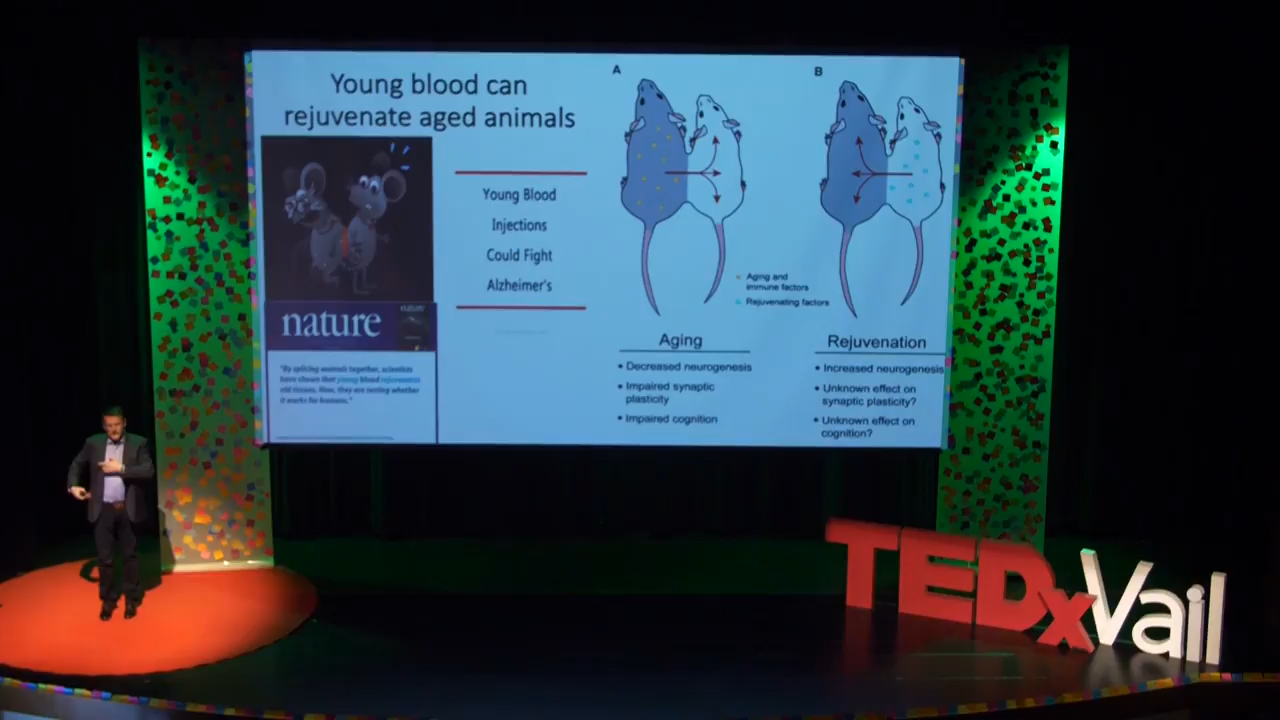 Young blood can
rejuvenate aged animals
Young Blood
Injections
Could Fight
Alzheimer's
nature
nature
"By splicing animals together, scientists
have shown that young blood rejuvenates
old tissues. Now, they are testing whether
it works for humans."
A
B
Aging and
immune factors
Rejuvenating factors
Aging
• Decreased neurogenesis
• Impaired synaptic
plasticity
• Impaired cognition
Rejuvenation
• Increased neurogenesis
• Unknown effect on
synaptic plasticity?
• Unknown effect on
cognition?
TEDxVail